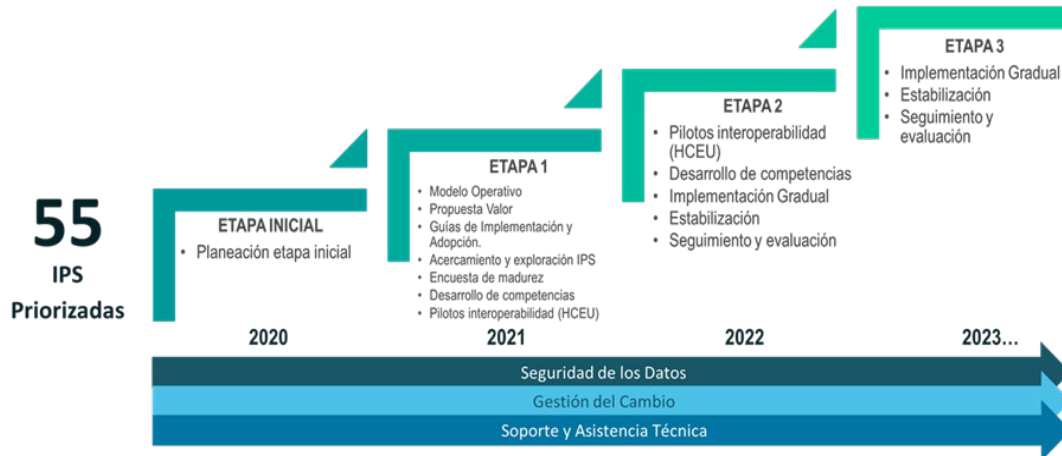 55
IPS
Priorizadas
ETAPA INICIAL
• Planeación etapa inicial
2020
ETAPA 1
• Modelo Operativo
• Propuesta Valor
• Guías de Implementación y
Adopción.
• Acercamiento y exploración IPS
• Encuesta de madurez
• Desarrollo de competencias
• Pilotos interoperabilidad (HCEU)
2021
ETAPA 2
• Pilotos interoperabilidad
(HCEU)
• Desarrollo de competencias
• Implementación Gradual
• Estabilización
• Seguimiento y evaluación
2022
ETAPA 3
• Implementación Gradual
• Estabilización
• Seguimiento y
evaluación
2023...
Seguridad de los Datos
Gestión del Cambio
Soporte y Asistencia Técnica